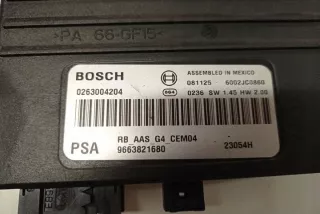 >PA 66-GF15<
BOSCH
ASSEMBLED IN MEXICO
081125 6002JC0860
0263004204
0236 SW 1.45 HW 2.00
RB AAS G4 CEM04
PSA
9663821680
23054H